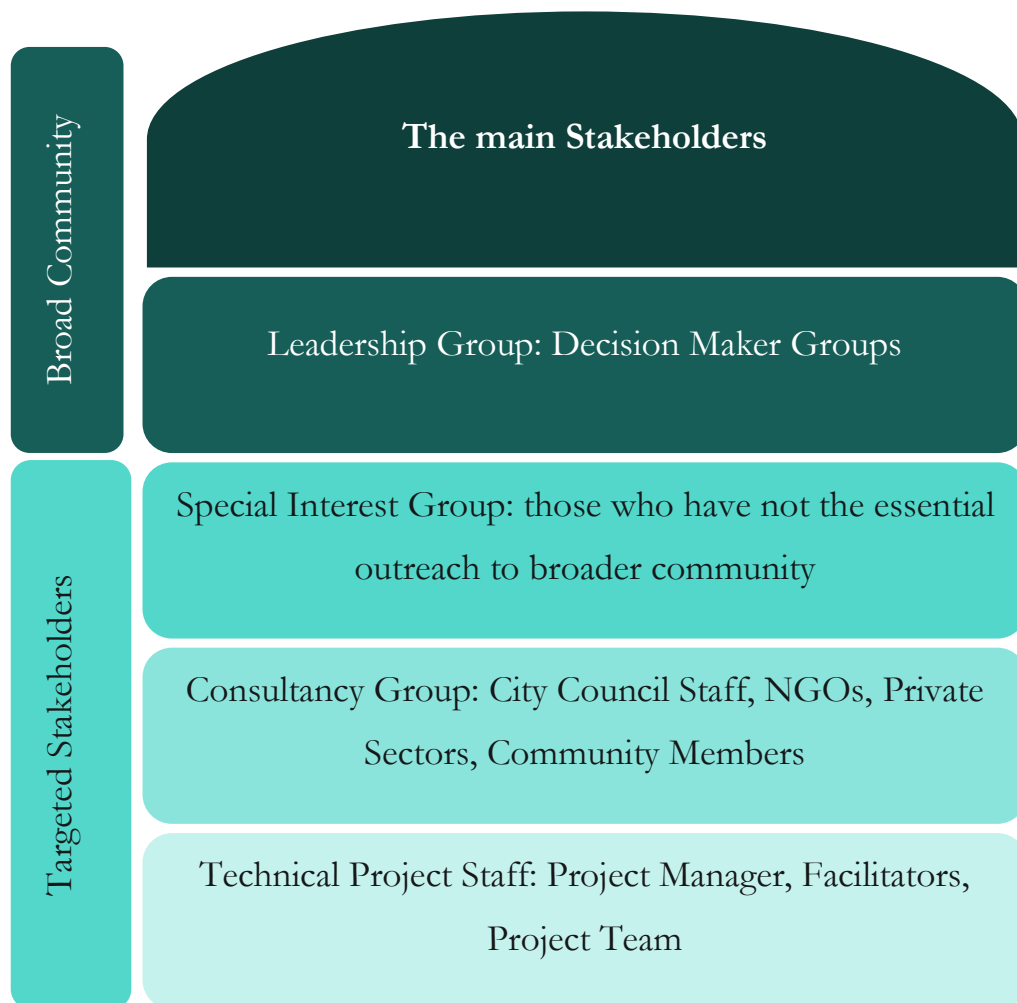 Broad Community
The main Stakeholders
Leadership Group: Decision Maker Groups
Targeted Stakeholders
Special Interest Group: those who have not the essential
outreach to broader community
Consultancy Group: City Council Staff, NGOs, Private
Sectors, Community Members
Technical Project Staff: Project Manager, Facilitators,
Project Team